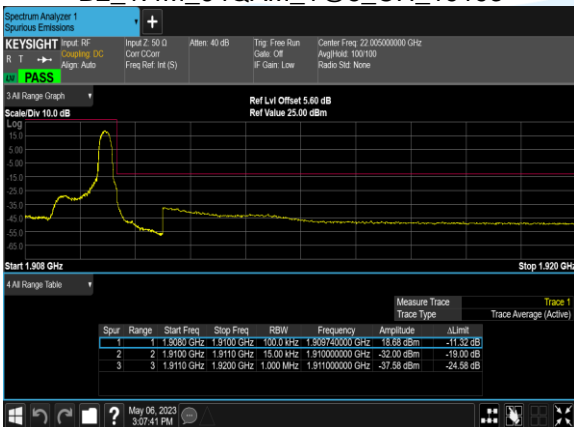 Spectrum Analyzer 1
Spurious Emissions
KEYSIGHT Input: RF Input Z: 50 Ω Atten: 40 dB Trig: Free Run Center Freq: 22.005000000 GHz
R T Coupling: DC Corr CCorr Gate: Off Avg|Hold: 100/100
Align: Auto Freq Ref: Int (S) IF Gain: Low Radio Std: None
PASS
3 All Range Graph
Ref Lvl Offset 5.60 dB
Scale/Div 10.0 dB Ref Value 25.00 dBm
Log
15.0
5.00
-5.00
-15.0
-25.0
-35.0
-45.0
-55.0
-65.0
Start 1.908 GHz Stop 1.920 GHz
4 All Range Table
Measure Trace Trace 1
Trace Type Trace Average (Active)
Spur Range Start Freq Stop Freq RBW Frequency Amplitude ΔLimit
1 1 1.9080 GHz 1.9100 GHz 100.0 kHz 1.909740000 GHz 18.68 dBm -11.32 dB
2 2 1.9100 GHz 1.9110 GHz 15.00 kHz 1.910000000 GHz -32.00 dBm -19.00 dB
3 3 1.9110 GHz 1.9200 GHz 1.000 MHz 1.911000000 GHz -37.58 dBm -24.58 dB
May 06, 2023
3:07:41 PM